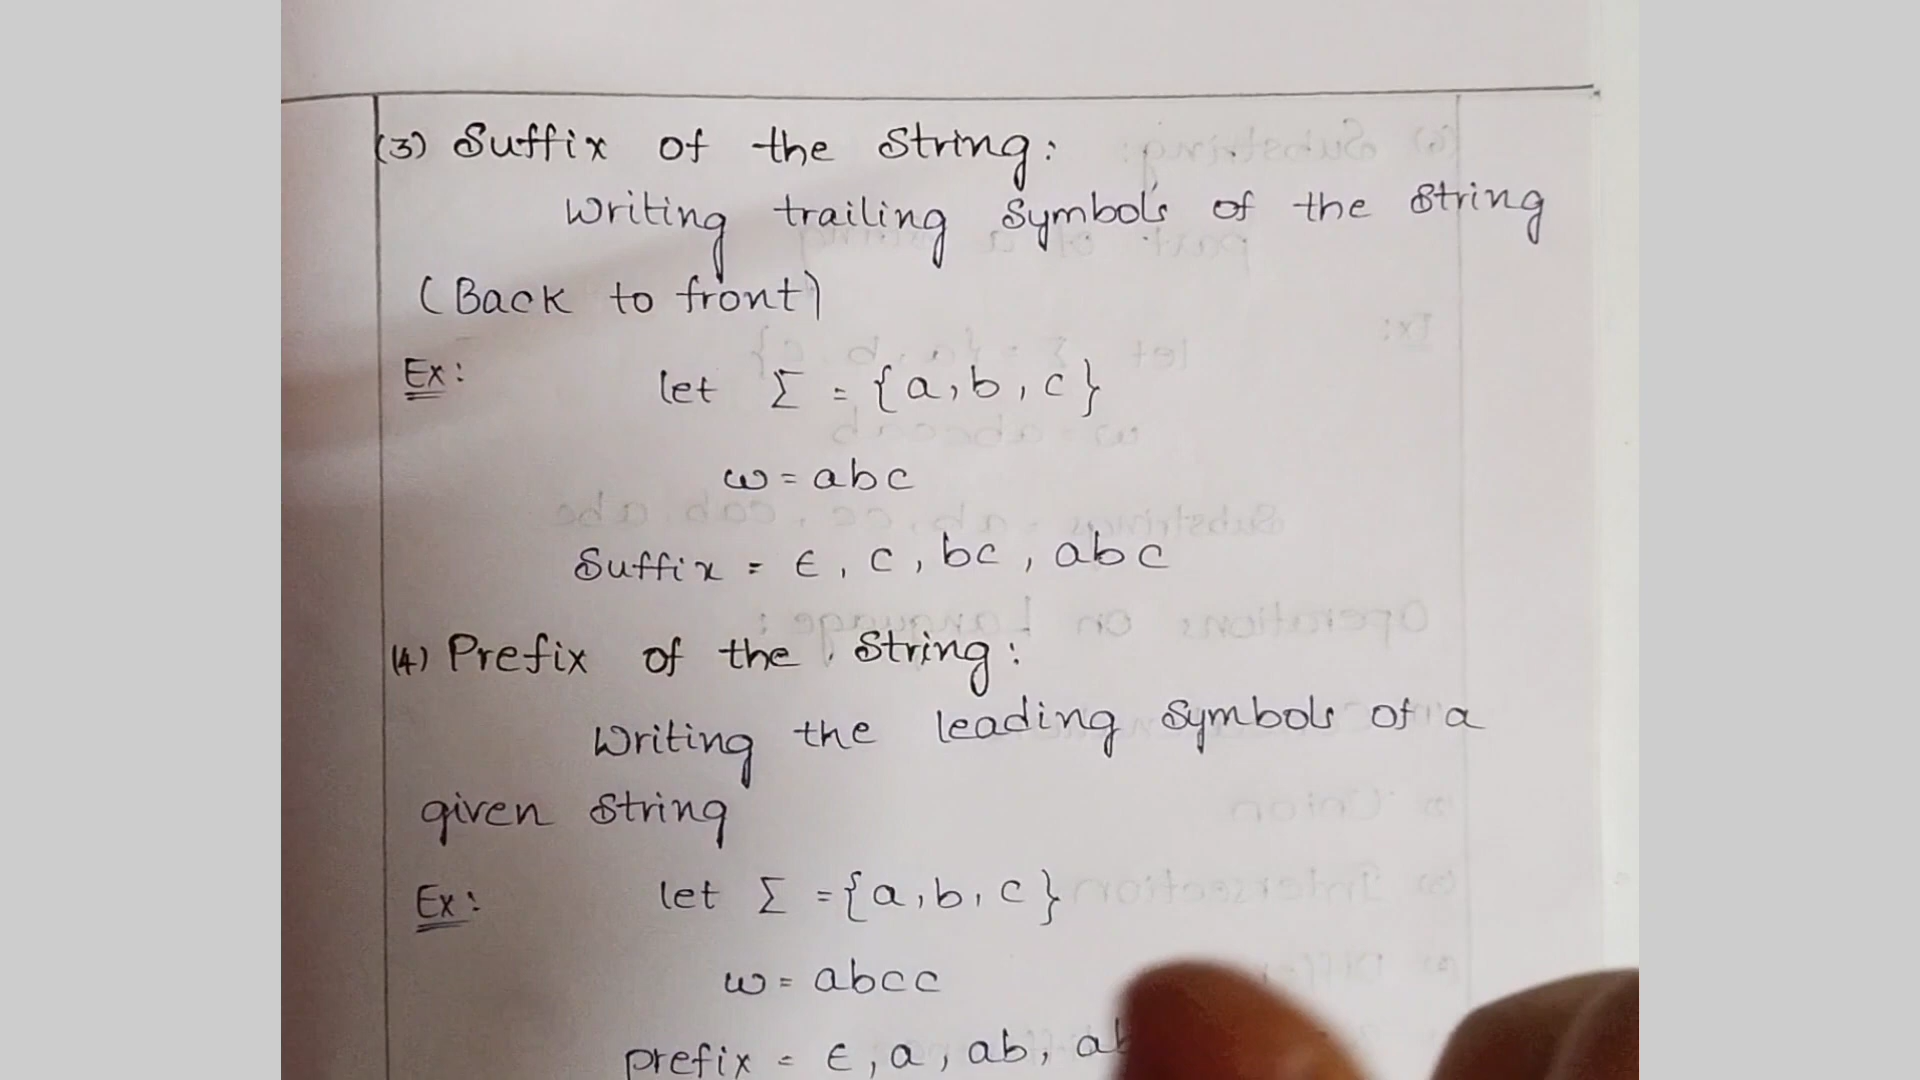 (3) Suffix of the string:
Writing trailing symbols of the string
(Back to front)
Ex: let Σ = {a, b, c}
w = abc
Suffix = ε, c, bc, abc
(4) Prefix of the string:
Writing the leading symbols of a
given string
Ex: let Σ = {a, b, c}
w = abcc
prefix = ε, a, ab,